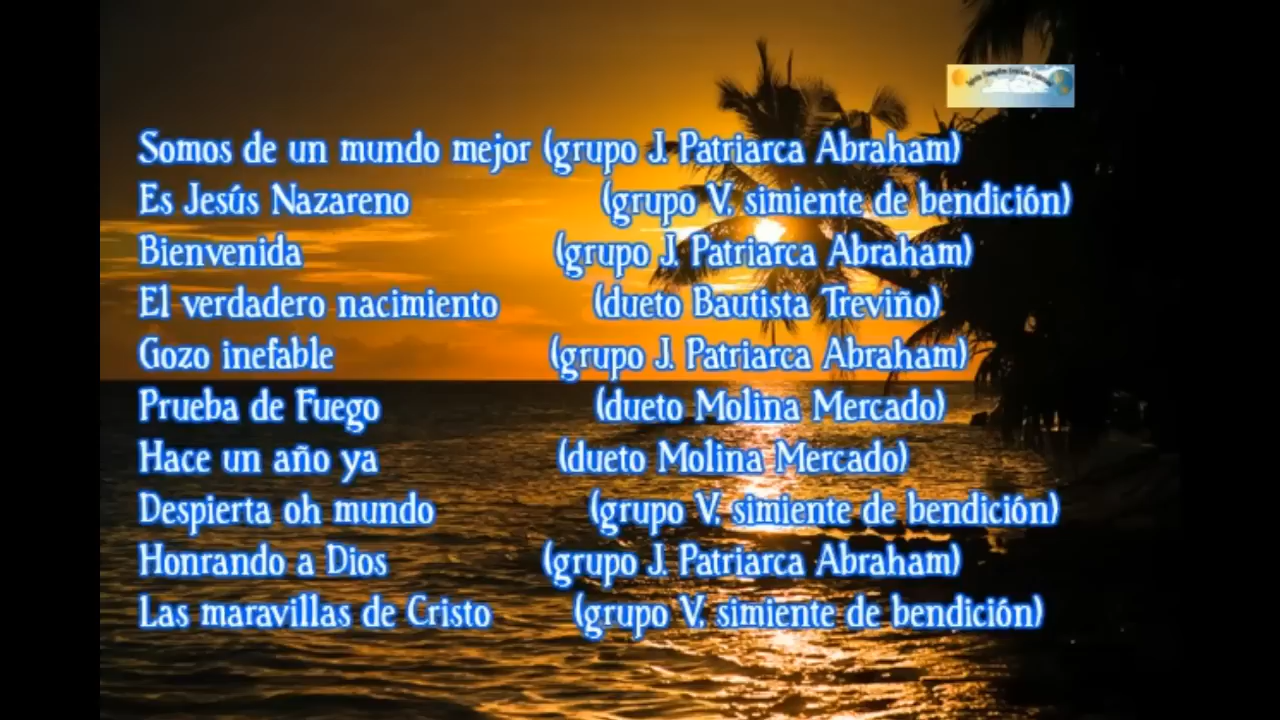 Somos de un mundo mejor (grupo J. Patriarca Abraham)
Es Jesús Nazareno (grupo V. simiente de bendición)
Bienvenida (grupo J. Patriarca Abraham)
El verdadero nacimiento (dueto Bautista Treviño)
Gozo inefable (grupo J. Patriarca Abraham)
Prueba de Fuego (dueto Molina Mercado)
Hace un año ya (dueto Molina Mercado)
Despierta oh mundo (grupo V. simiente de bendición)
Honrando a Dios (grupo J. Patriarca Abraham)
Las maravillas de Cristo (grupo V. simiente de bendición)